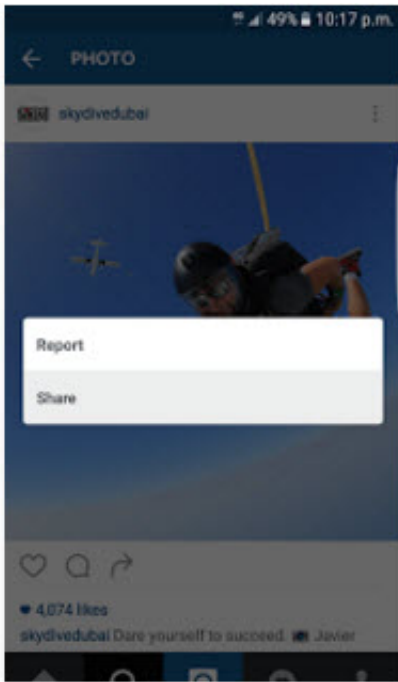 49% 10:17 p.m.
PHOTO
skydivedubai
Report
Share
4,074 likes
skydivedubai Dare yourself to succeed. Javier